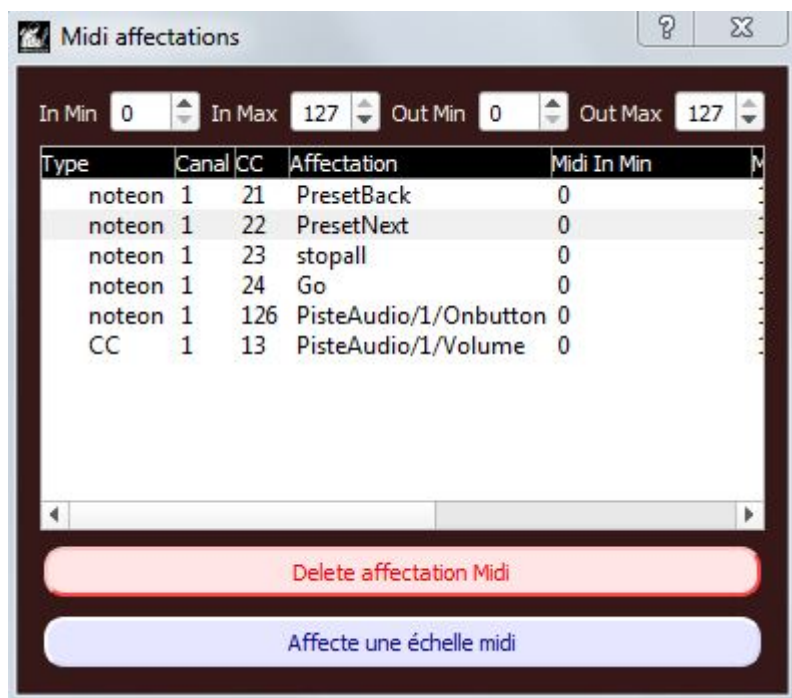 Midi affectations
In Min 0 In Max 127 Out Min 0 Out Max 127
Type Canal CC Affectation Midi In Min
noteon 1 21 PresetBack 0
noteon 1 22 PresetNext 0
noteon 1 23 stopall 0
noteon 1 24 Go 0
noteon 1 126 PisteAudio/1/Onbutton 0
CC 1 13 PisteAudio/1/Volume 0
Delete affectation Midi
Affecte une échelle midi